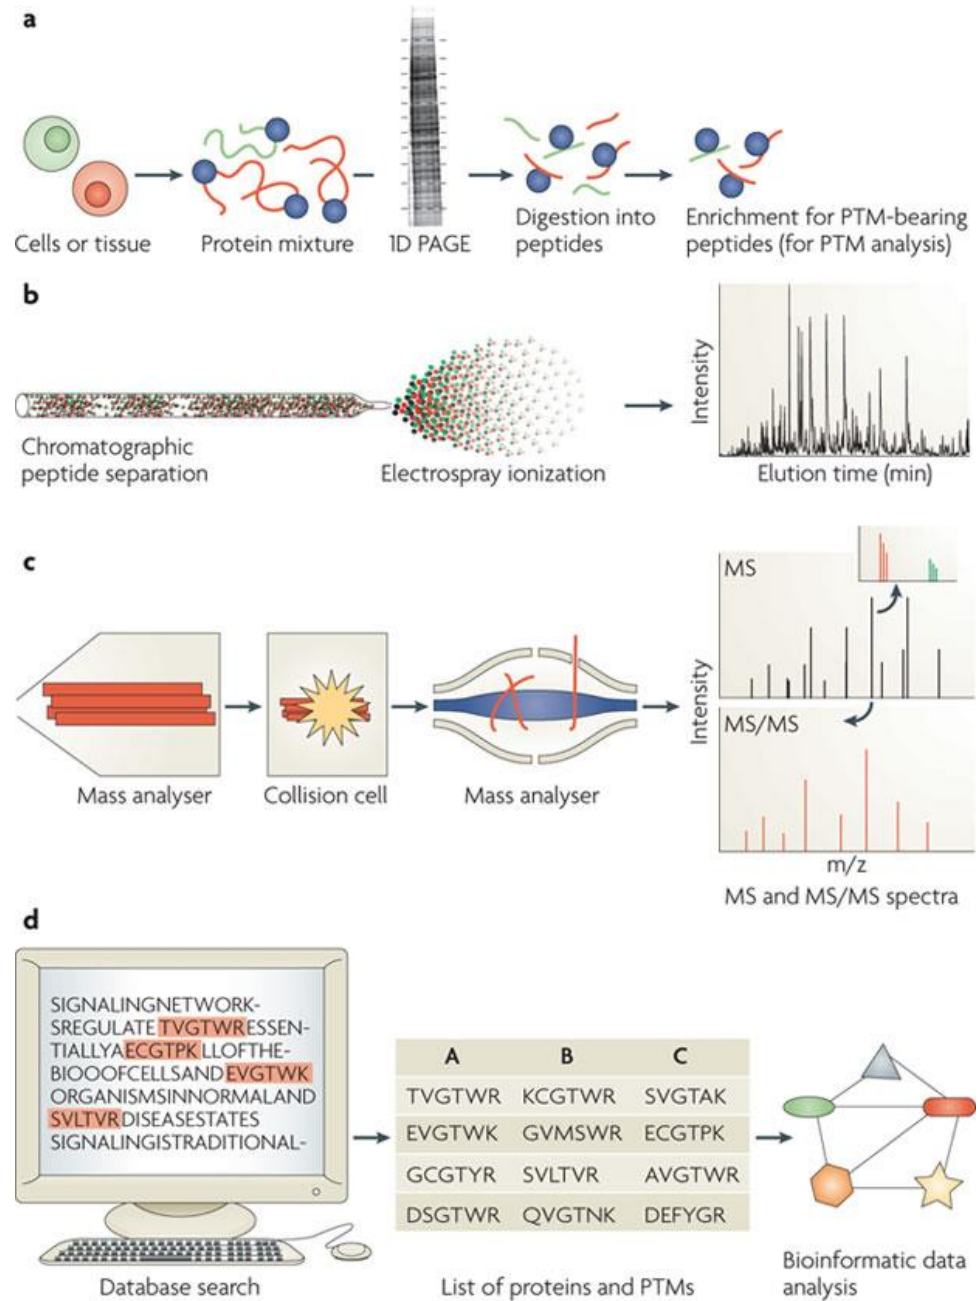 a
Cells or tissue
Protein mixture
1D PAGE
Digestion into
peptides
Enrichment for PTM-bearing
peptides (for PTM analysis)
b
Chromatographic
peptide separation
Electrospray ionization
Intensity
Elution time (min)
c
Mass analyser
Collision cell
Mass analyser
Intensity
MS
MS/MS
m/z
MS and MS/MS spectra
d
SIGNALINGNETWORK-
SREGULATE TVGTWRESSEN-
TIALLYAECGTPKLLOFTHE-
BIOOOFCELLSANDEVGTWK
ORGANISMSINNORMALAND
SVLTVRDISEASESTATES
SIGNALINGISTRADITIONAL-
Database search
A B C
TVGTWR KCGTWR SVGTAK
EVGTWK GVMSWR ECGTPK
GCGTYR SVLTVR AVGTWR
DSGTWR QVGTNK DEFYGR
List of proteins and PTMs
Bioinformatic data
analysis